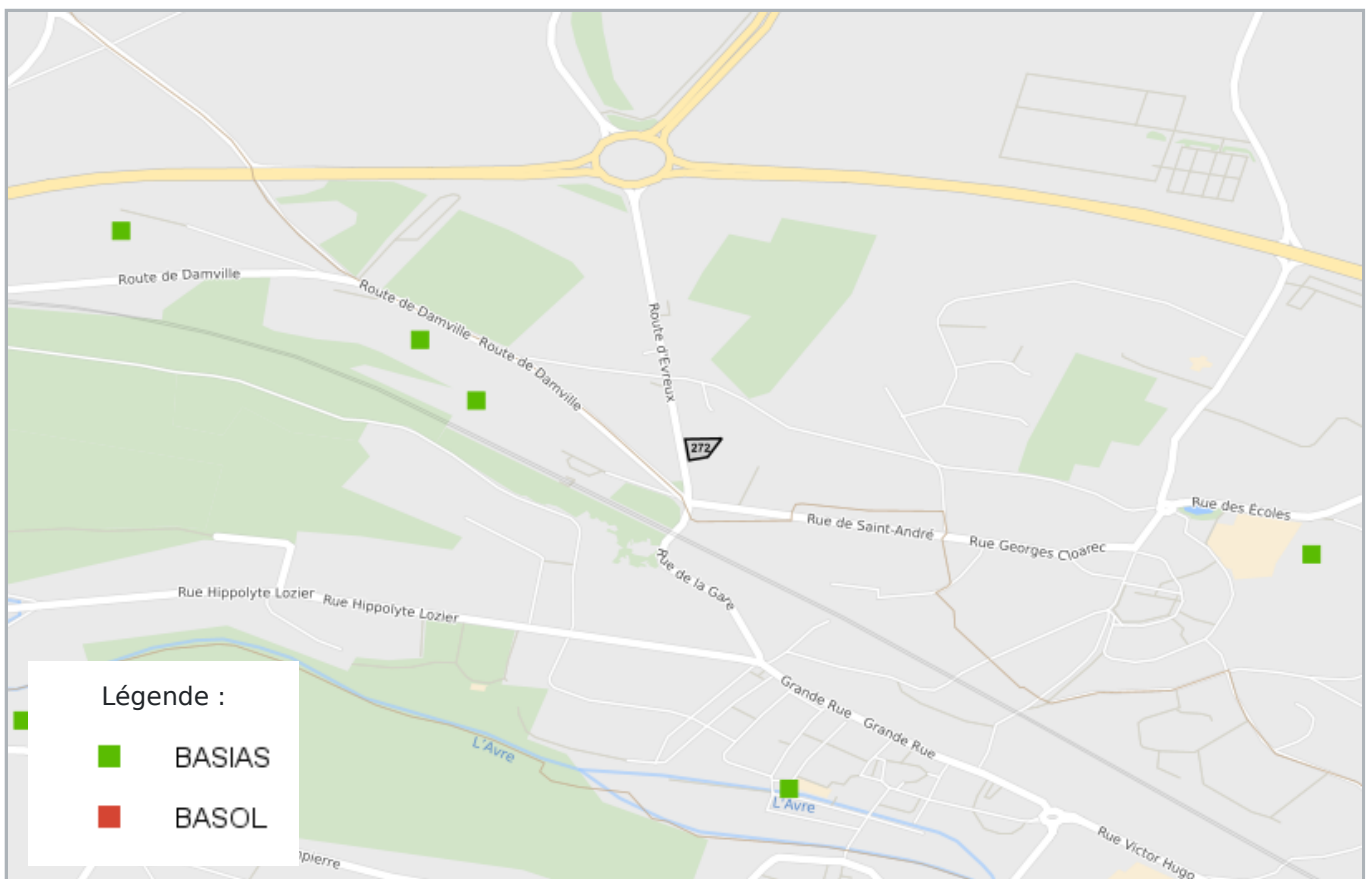 Route de Damville
Route de Damville
Route de Damville
Route d'Evreux
272
Rue des Écoles
Rue de Saint-André
Rue Georges Cloarec
Rue de la Gare
Rue Hippolyte Lozier
Rue Hippolyte Lozier
Grande Rue
Grande Rue
L'Avre
L'Avre
Rue Victor Hugo
Légende :
BASIAS
BASOL
mpierre